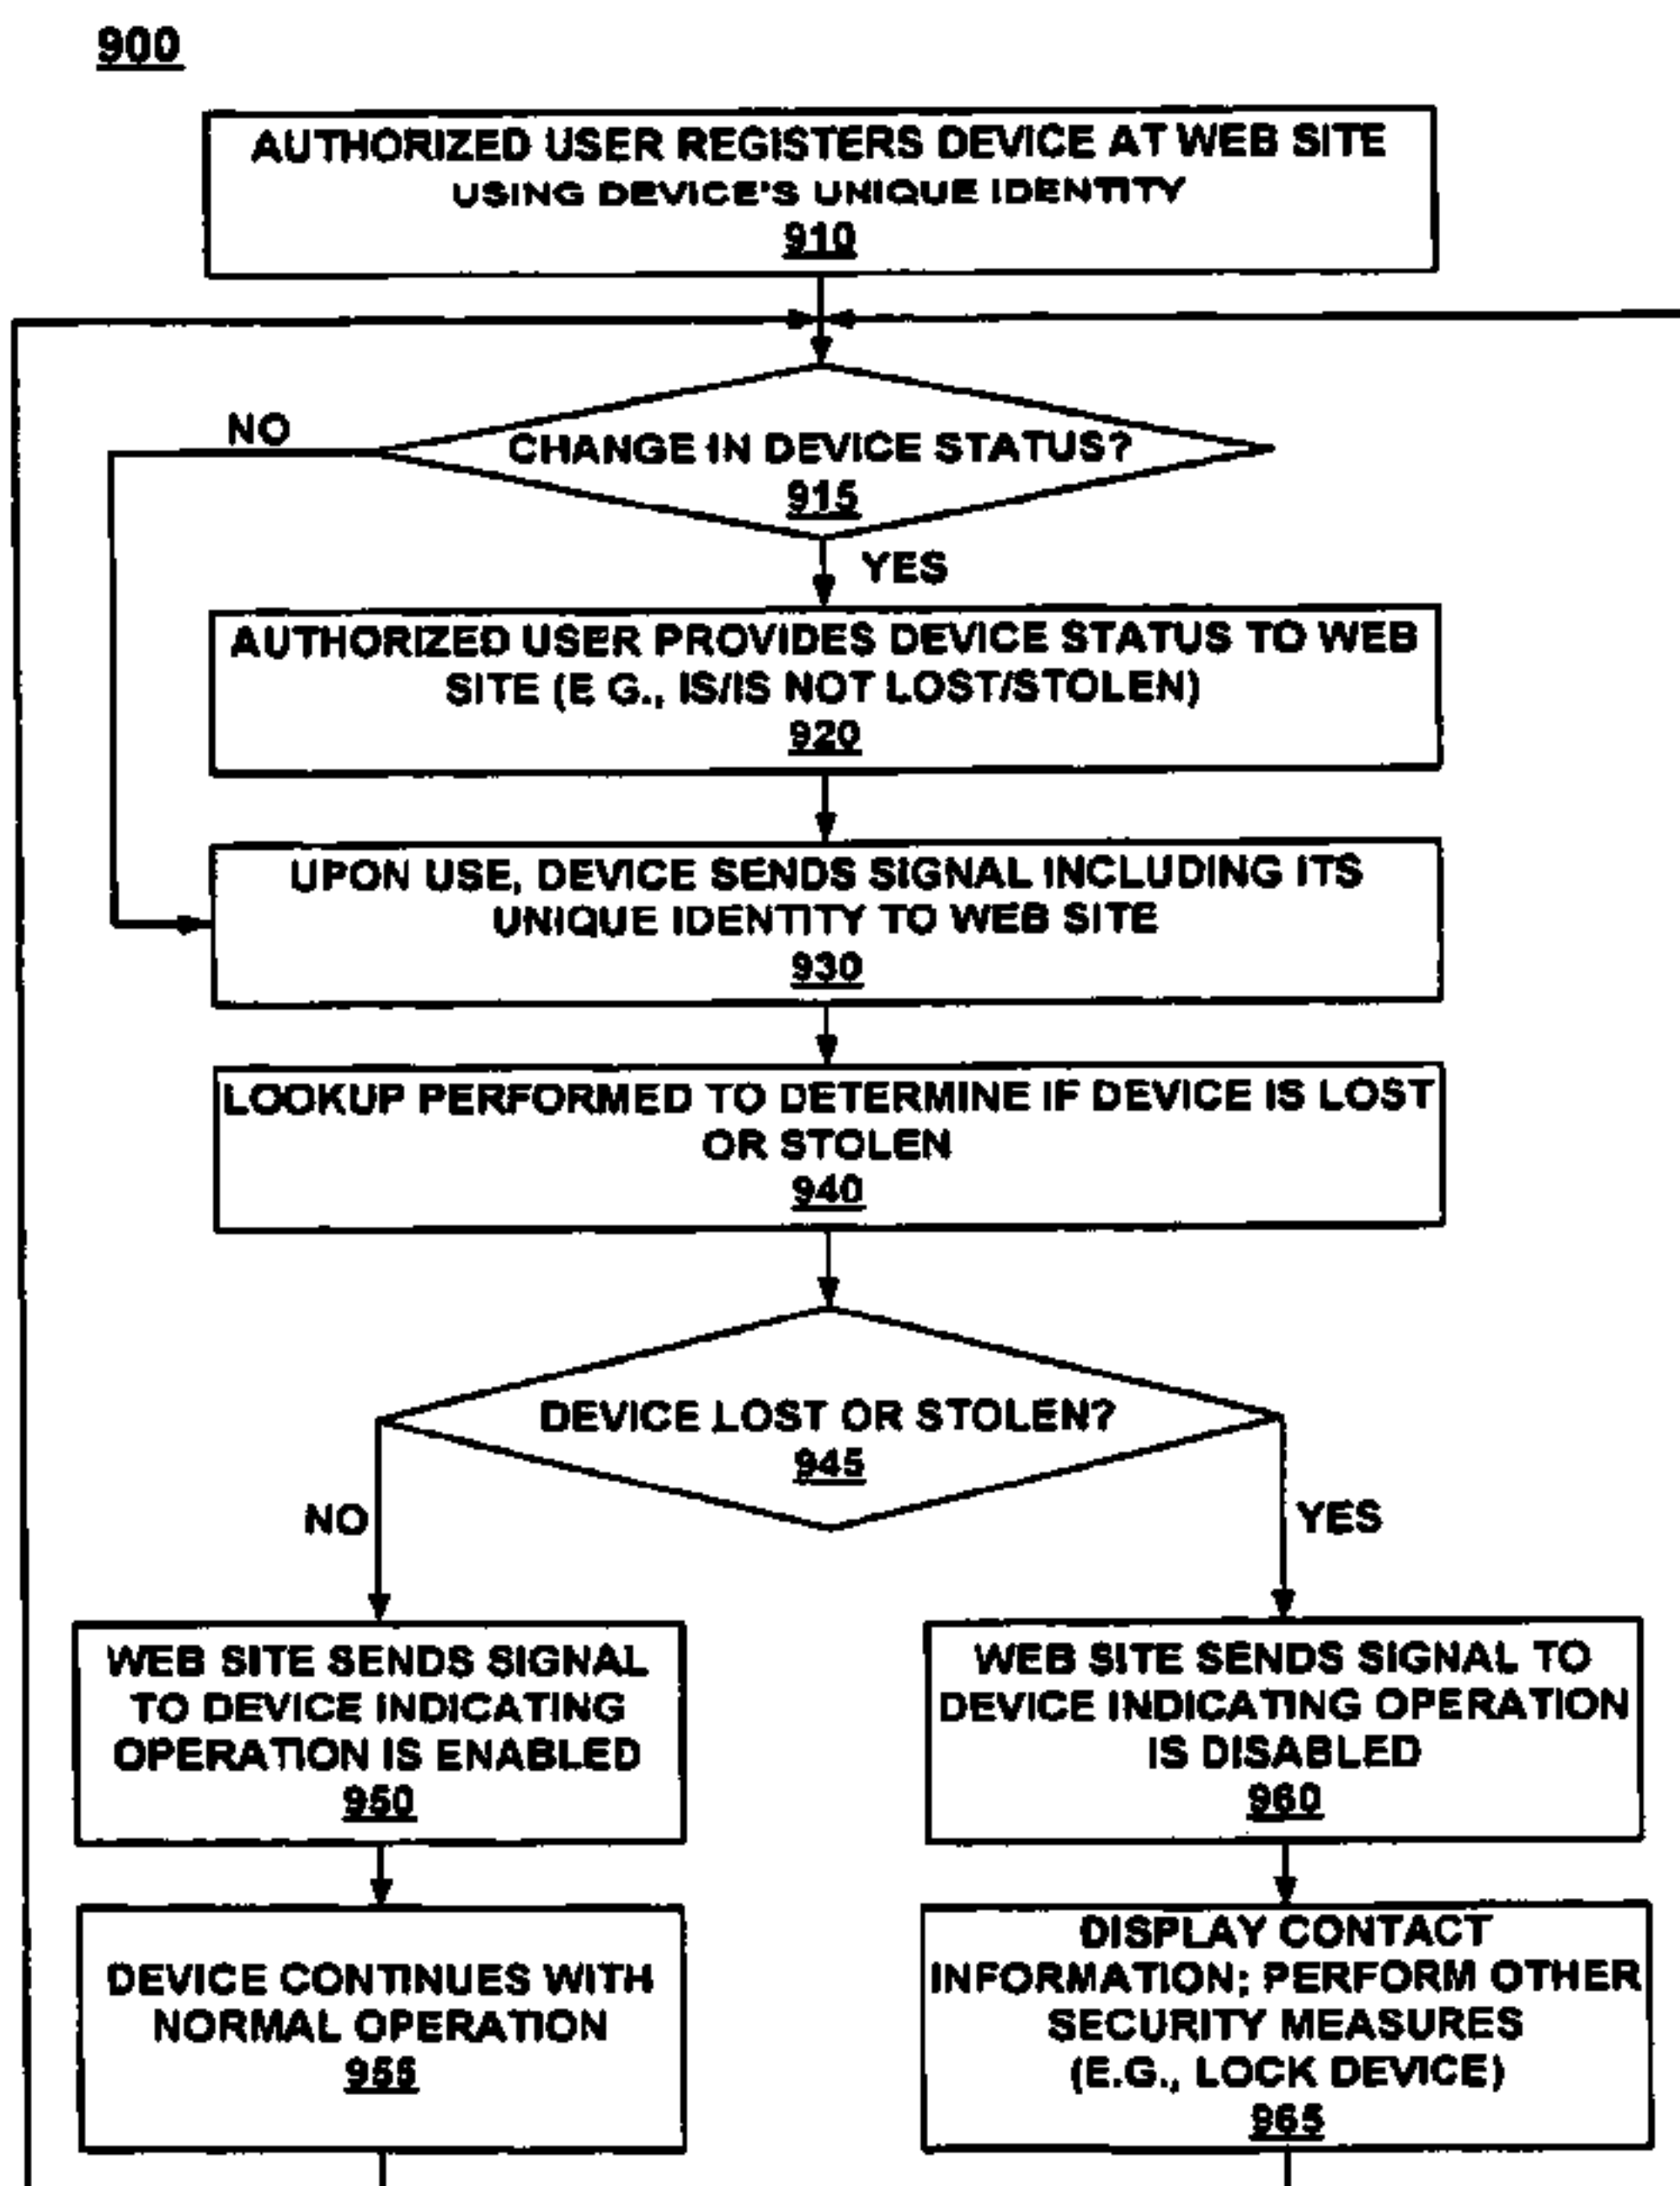 900
AUTHORIZED USER REGISTERS DEVICE AT WEB SITE
USING DEVICE'S UNIQUE IDENTITY
910
NO
CHANGE IN DEVICE STATUS?
915
YES
AUTHORIZED USER PROVIDES DEVICE STATUS TO WEB
SITE (E G., IS/IS NOT LOST/STOLEN)
920
UPON USE, DEVICE SENDS SIGNAL INCLUDING ITS
UNIQUE IDENTITY TO WEB SITE
930
LOOKUP PERFORMED TO DETERMINE IF DEVICE IS LOST
OR STOLEN
940
DEVICE LOST OR STOLEN?
945
NO
YES
WEB SITE SENDS SIGNAL
TO DEVICE INDICATING
OPERATION IS ENABLED
950
WEB SITE SENDS SIGNAL TO
DEVICE INDICATING OPERATION
IS DISABLED
960
DEVICE CONTINUES WITH
NORMAL OPERATION
955
DISPLAY CONTACT
INFORMATION; PERFORM OTHER
SECURITY MEASURES
(E.G., LOCK DEVICE)
965